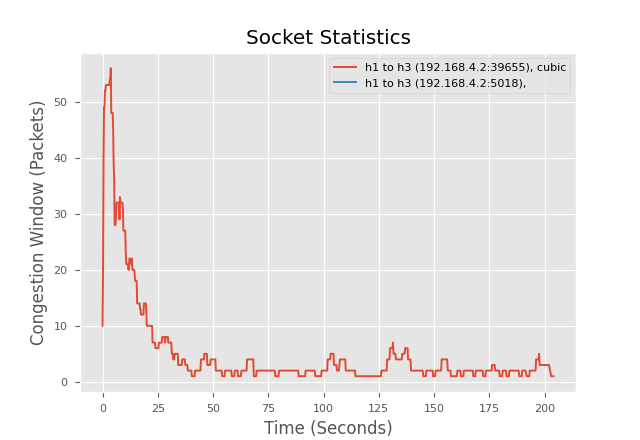 Socket Statistics
h1 to h3 (192.168.4.2:39655), cubic
h1 to h3 (192.168.4.2:5018),
Congestion Window (Packets)
50
40
30
20
10
0
0 25 50 75 100 125 150 175 200
Time (Seconds)